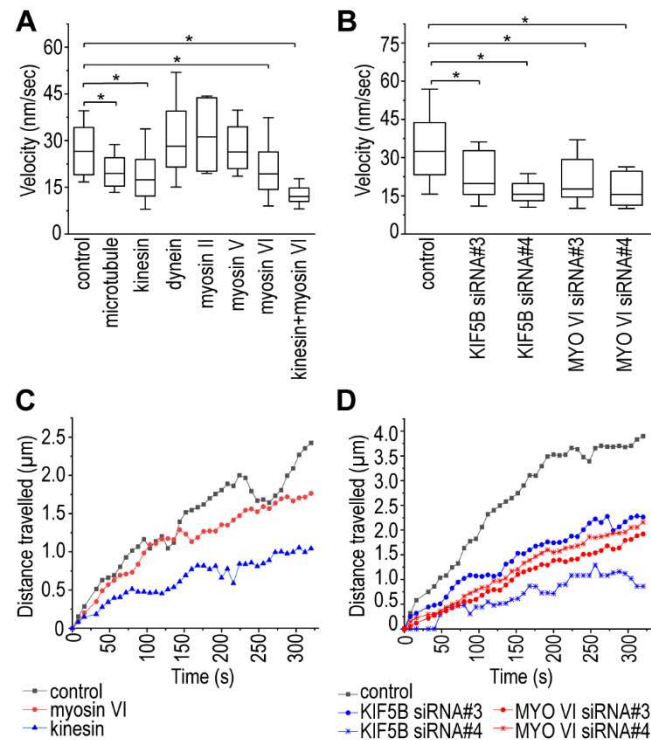 A
Velocity (nm/sec)
60
45
30
15
0
*
*
*
*
control
microtubule
kinesin
dynein
myosin II
myosin V
myosin VI
kinesin+myosin VI
B
Velocity (nm/sec)
75
60
45
30
15
0
*
*
*
*
control
KIF5B siRNA#3
KIF5B siRNA#4
MYO VI siRNA#3
MYO VI siRNA#4
C
Distance travelled (µm)
2.5
2.0
1.5
1.0
0.5
0
0 50 100 150 200 250 300
Time (s)
control
myosin VI
kinesin
D
Distance travelled (µm)
4.0
3.5
3.0
2.5
2.0
1.5
1.0
0.5
0
0 50 100 150 200 250 300
Time (s)
control
KIF5B siRNA#3 MYO VI siRNA#3
KIF5B siRNA#4 MYO VI siRNA#4